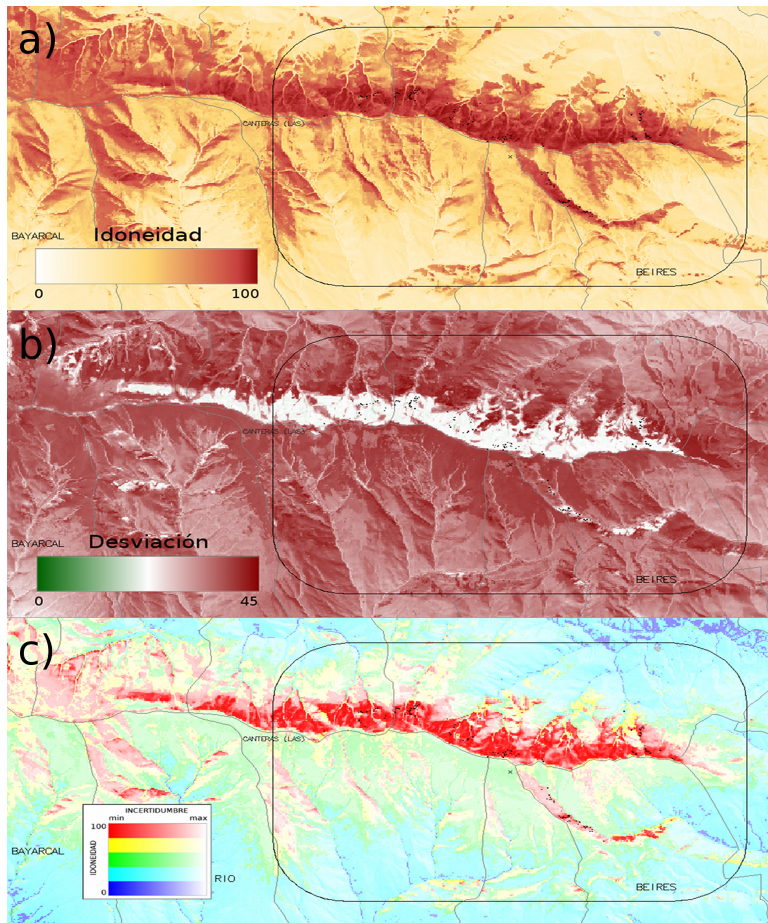 a)
CANTERAS (LAS)
BAYARCAL
Idoneidad
0 100
BEIRES
b)
CANTERAS (LAS)
BAYARCAL
Desviación
0 45
BEIRES
c)
CANTERAS (LAS)
INCERTIDUMBRE
min max
100
IDONEIDAD
0
BAYARCAL
RIO
BEIRES